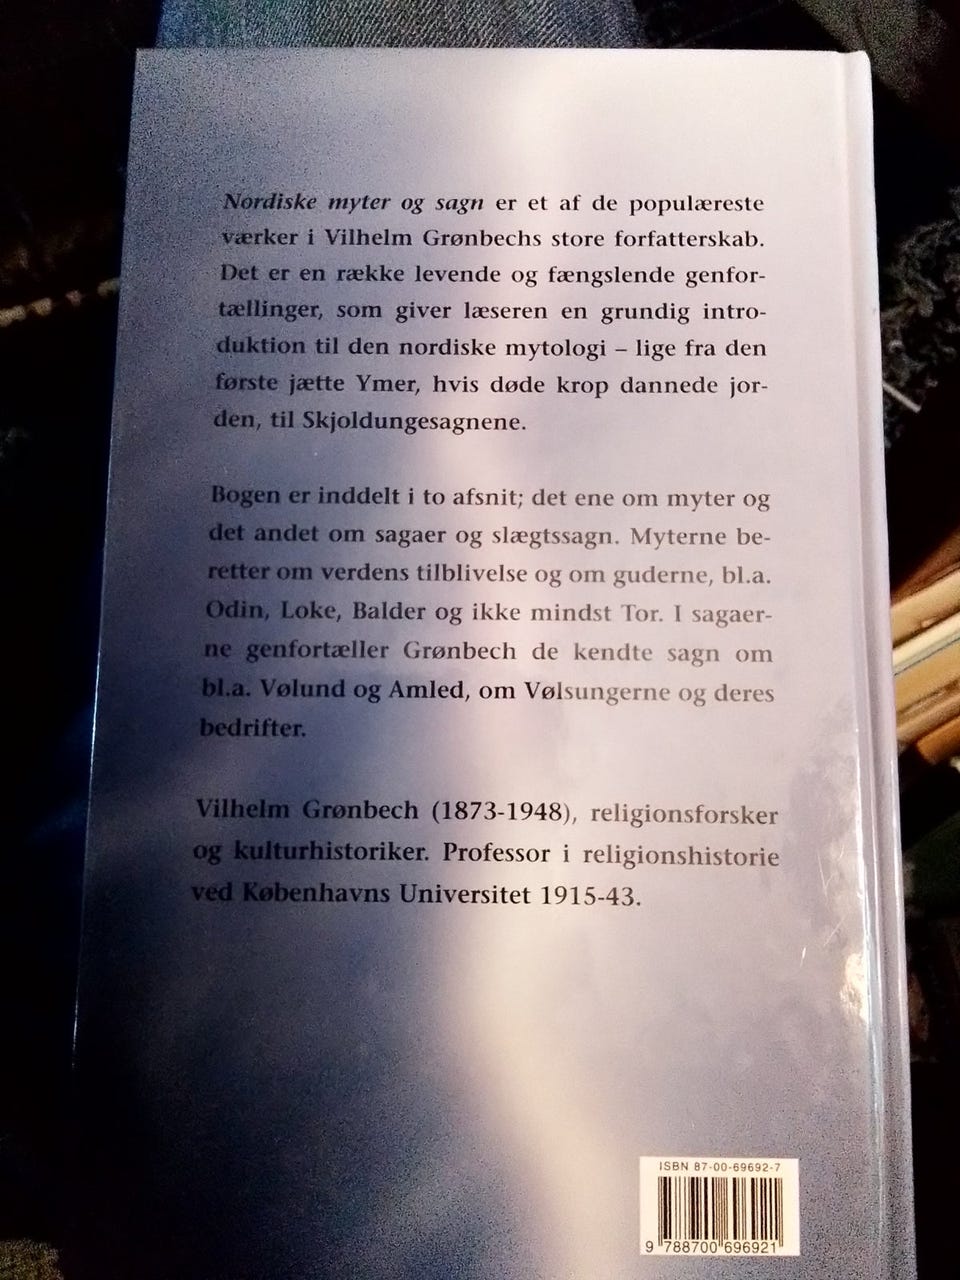 Nordiske myter og sagn er et af de populæreste
værker i Vilhelm Grønbechs store forfatterskab.
Det er en række levende og fængslende genfor-
tællinger, som giver læseren en grundig intro-
duktion til den nordiske mytologi – lige fra den
første jætte Ymer, hvis døde krop dannede jor-
den, til Skjoldungesagnene.
Bogen er inddelt i to afsnit; det ene om myter og
det andet om sagaer og slægtssagn. Myterne be-
retter om verdens tilblivelse og om guderne, bl.a.
Odin, Loke, Balder og ikke mindst Tor. I sagaer-
ne genfortæller Grønbech de kendte sagn om
bl.a. Vølund og Amled, om Vølsungerne og deres
bedrifter.
Vilhelm Grønbech (1873-1948), religionsforsker
og kulturhistoriker. Professor i religionshistorie
ved Københavns Universitet 1915-43.
ISBN 87-00-69692-7
9 788700 696921